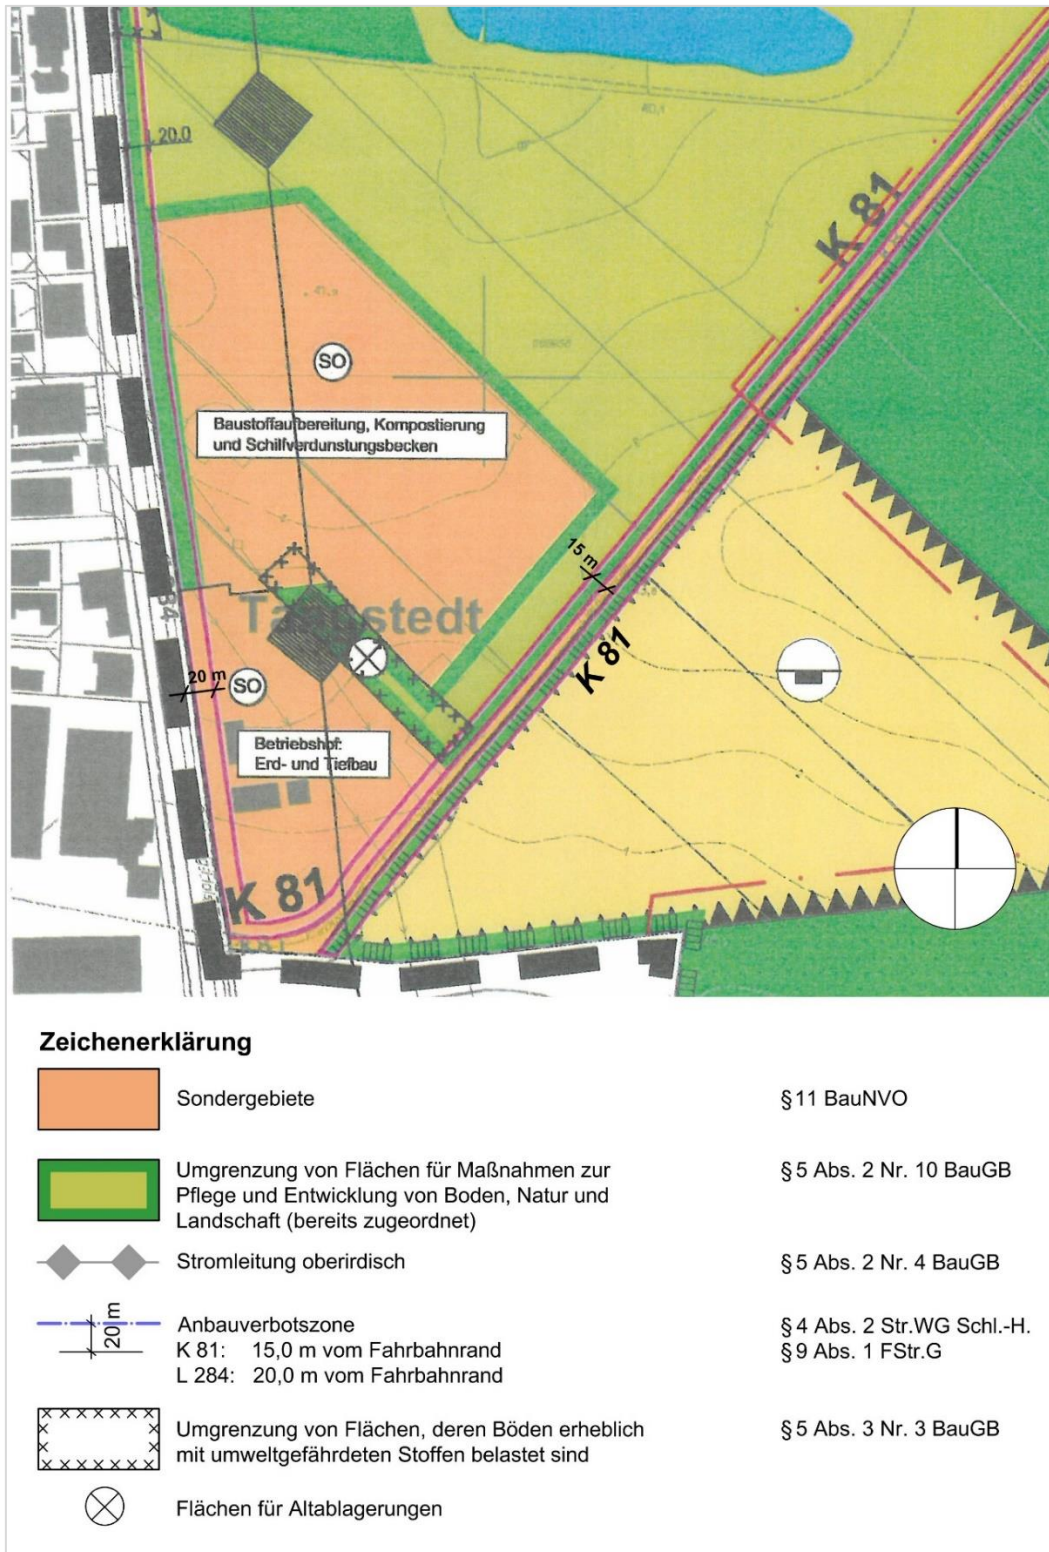 20.0
K 81
SO
Baustoffaufbereitung, Kompostierung
und Schilfverdunstungsbecken
15 m
K 81
20 m
SO
Betriebshof:
Erd- und Tiefbau
K 81
Zeichenerklärung
Sondergebiete §11 BauNVO
Umgrenzung von Flächen für Maßnahmen zur §5 Abs. 2 Nr. 10 BauGB
Pflege und Entwicklung von Boden, Natur und
Landschaft (bereits zugeordnet)
Stromleitung oberirdisch §5 Abs. 2 Nr. 4 BauGB
20 m
Anbauverbotszone §4 Abs. 2 Str.WG Schl.-H.
K 81: 15,0 m vom Fahrbahnrand §9 Abs. 1 FStr.G
L 284: 20,0 m vom Fahrbahnrand
Umgrenzung von Flächen, deren Böden erheblich §5 Abs. 3 Nr. 3 BauGB
mit umweltgefährdeten Stoffen belastet sind
Flächen für Altablagerungen